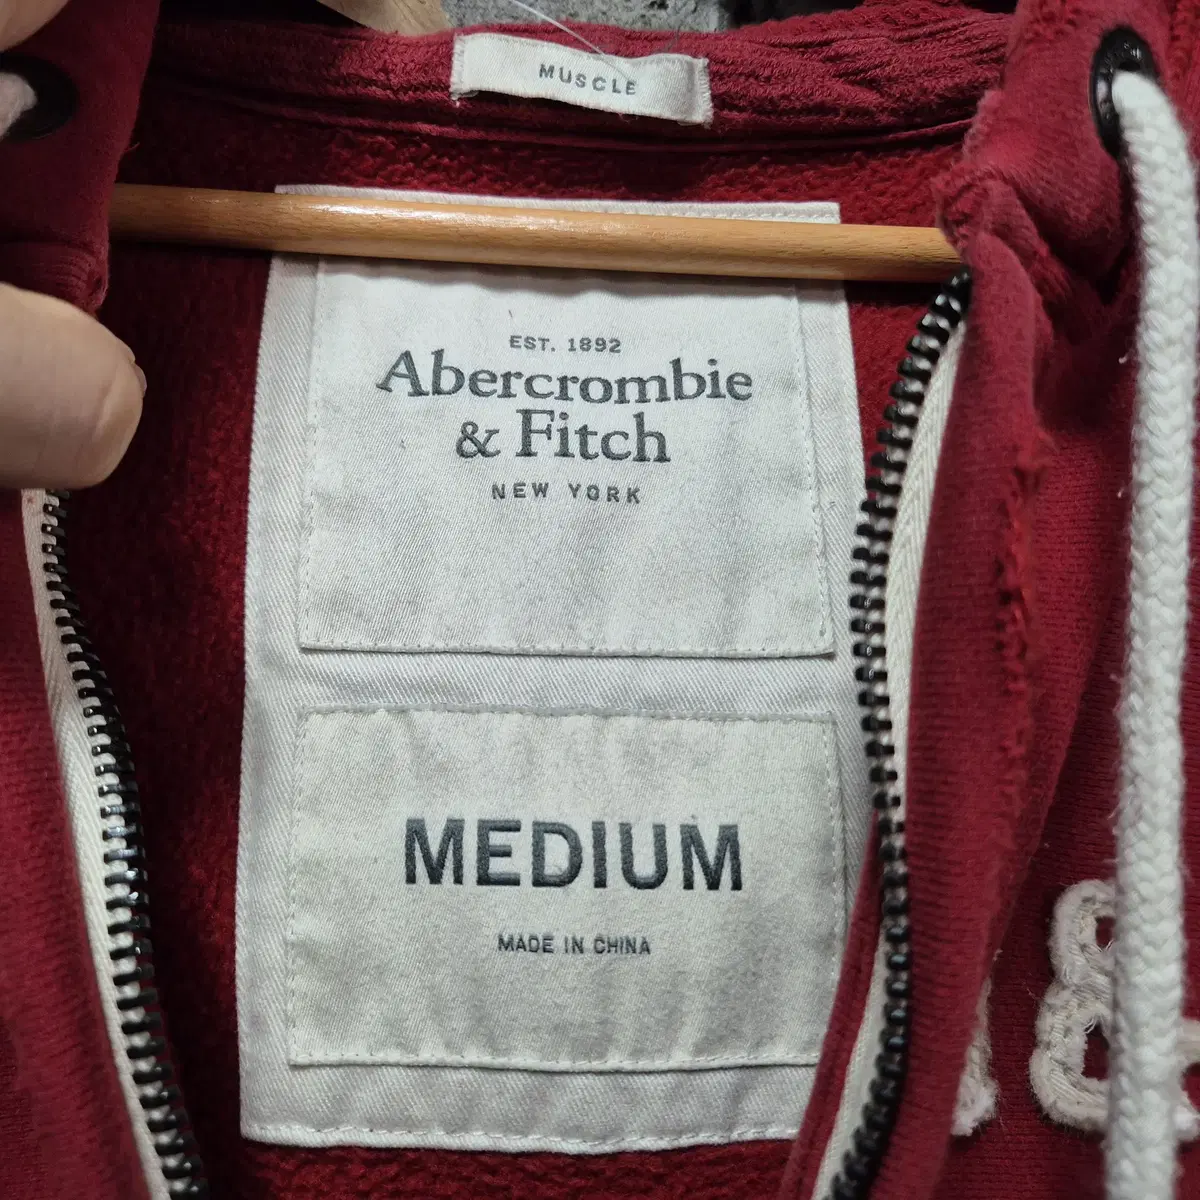 MUSCLE
EST. 1892
Abercrombie
& Fitch
NEW YORK
MEDIUM
MADE IN CHINA
&